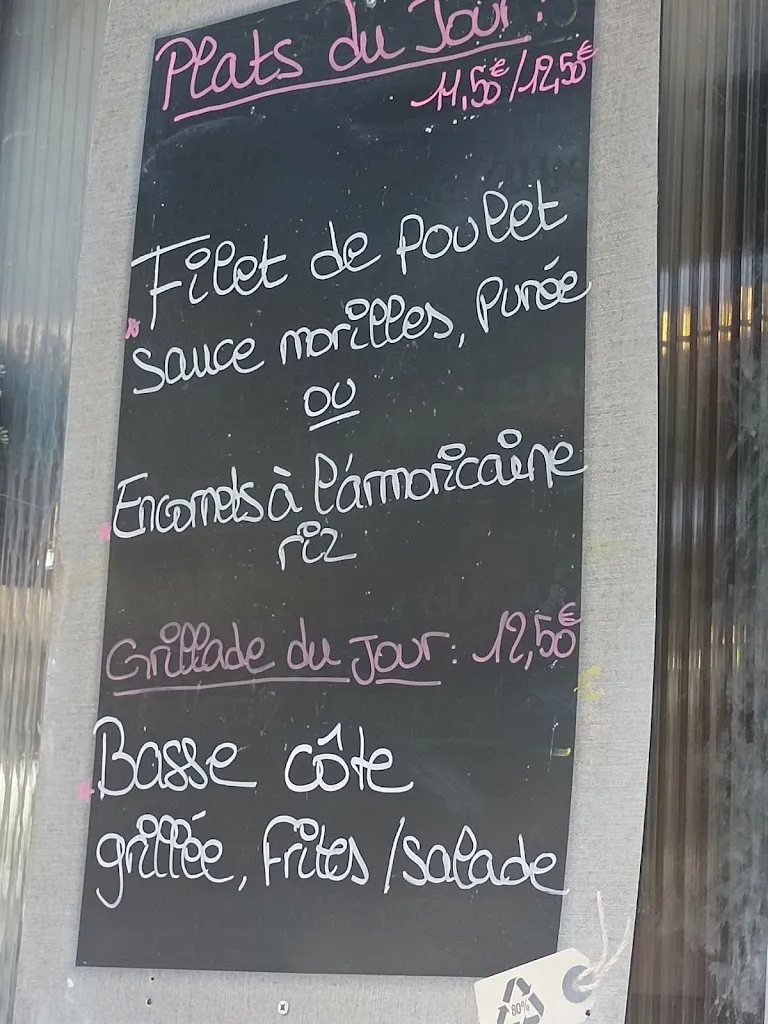 Plats du Jour :
11,50€/12,50€
Filet de Poulet
sauce morilles, Purée
ou
Encornets à l'armoricaine
riz
Grillade du Jour : 12,50€
Basse côte
grillée, Frites / salade
80%